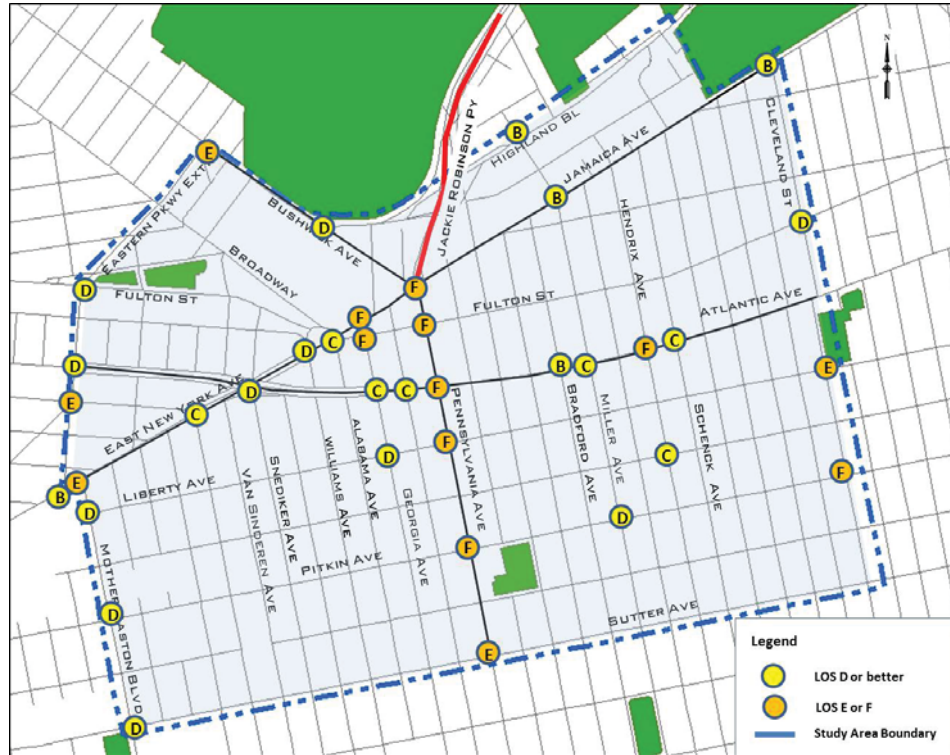 N
B
CLEVELAND ST
B
HIGHLAND BL
E
EASTERN PKWY EXT
JAMAICA AVE
JACKIE ROBINSON PY
B
BUSHWICK AVE
D
HENDRIX AVE
D
BROADWAY
D
FULTON ST
F
FULTON ST
ATLANTIC AVE
F
F
C
F
D
F
C
D
B
C
E
E
D
C
C
F
EAST NEW YORK AVE
C
PENNSYLVANIA AVE
BRADFORD AVE
MILLER AVE
SCHENCK AVE
F
ALABAMA AVE
WILLIAMS AVE
D
C
F
SNEDIKER AVE
VAN SINDEREN AVE
GEORGIA AVE
E
B
LIBERTY AVE
D
D
F
PITKIN AVE
MOTHER GASTON BLVD
D
SUTTER AVE
E
D
Legend
LOS D or better
LOS E or F
Study Area Boundary